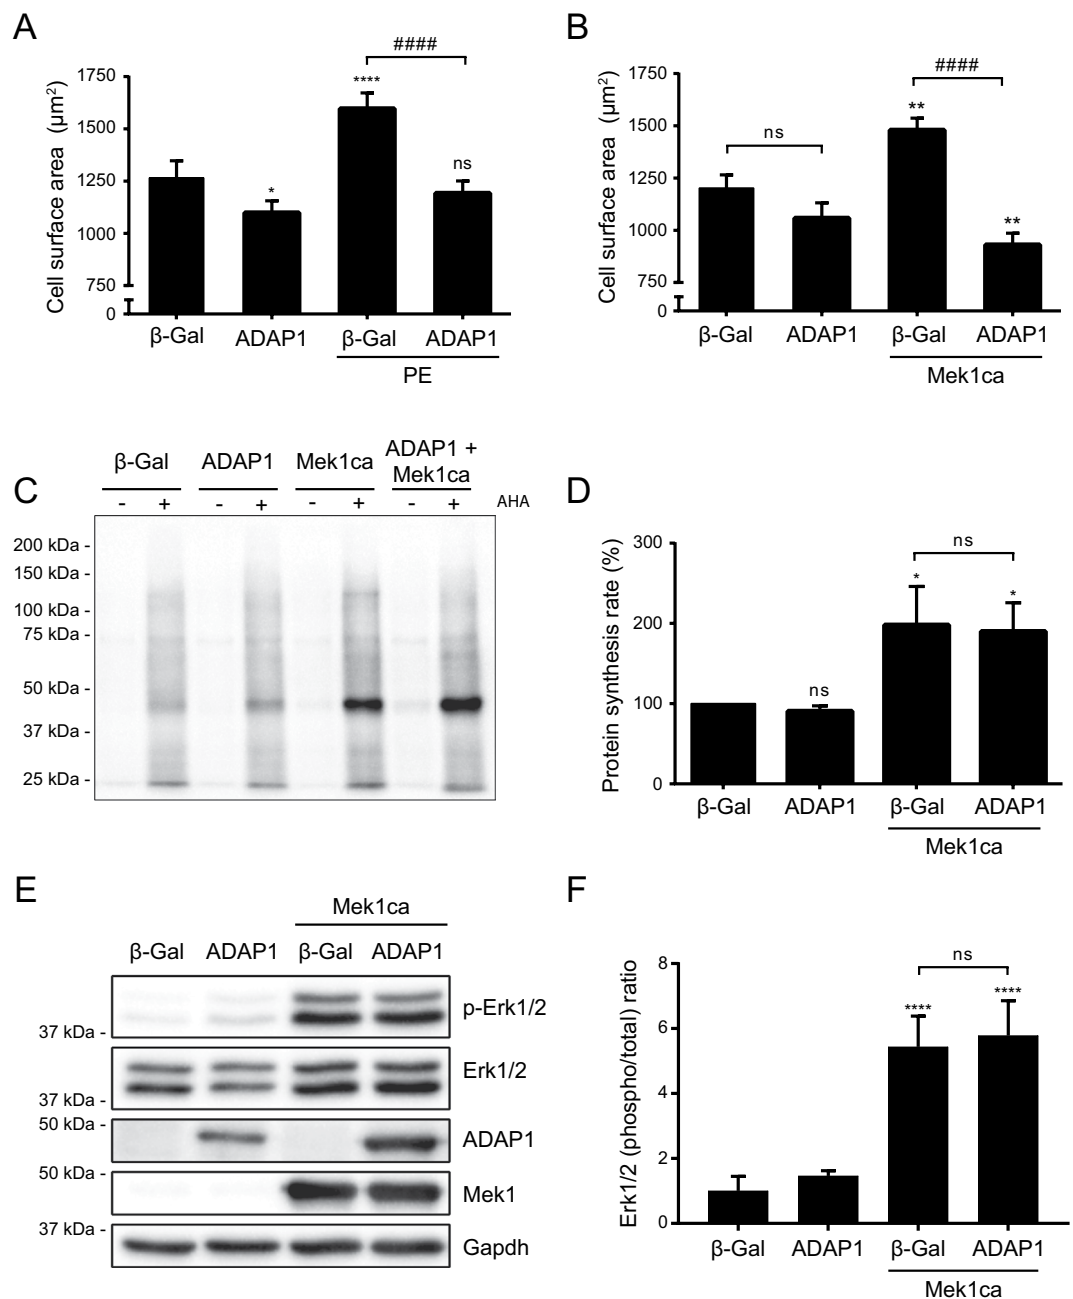 A
Cell surface area (µm²)
1750
1500
1250
1000
750
0
*
****
####
ns
β-Gal
ADAP1
β-Gal
ADAP1
PE
B
Cell surface area (µm²)
1750
1500
1250
1000
750
0
ns
**
####
**
β-Gal
ADAP1
β-Gal
ADAP1
Mek1ca
C
β-Gal
ADAP1
Mek1ca
ADAP1 +
Mek1ca
- + - + - + - + AHA
200 kDa -
150 kDa -
100 kDa -
75 kDa -
50 kDa -
37 kDa -
25 kDa -
D
Protein synthesis rate (%)
300
200
100
0
ns
*
ns
*
β-Gal
ADAP1
β-Gal
ADAP1
Mek1ca
E
Mek1ca
β-Gal ADAP1 β-Gal ADAP1
p-Erk1/2
37 kDa -
Erk1/2
37 kDa -
50 kDa -
ADAP1
50 kDa -
Mek1
37 kDa -
Gapdh
F
Erk1/2 (phospho/total) ratio
8
6
4
2
0
ns
****
****
β-Gal
ADAP1
β-Gal
ADAP1
Mek1ca